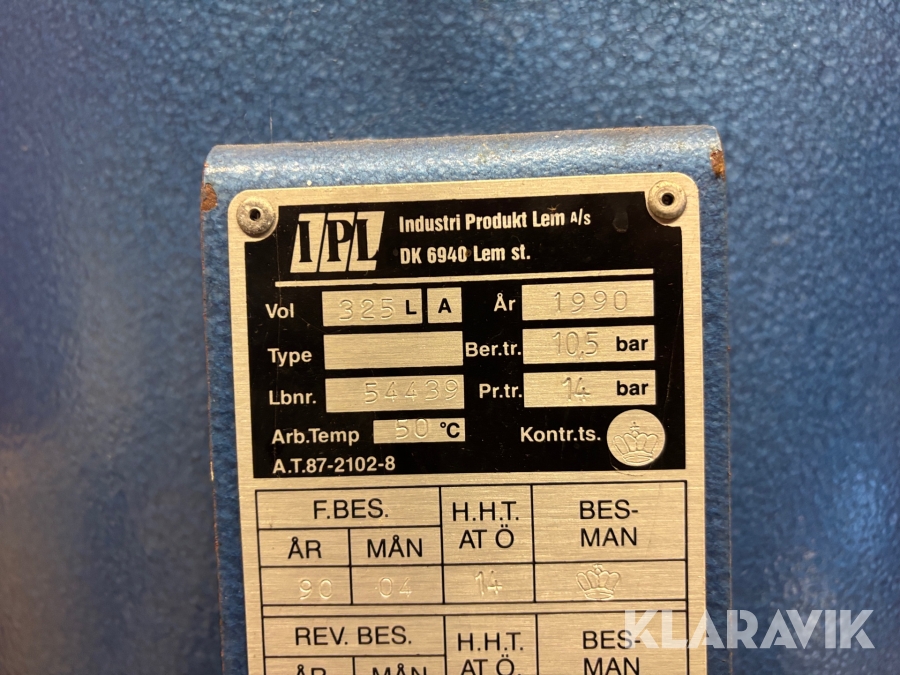 IPL Industri Produkt Lem A/s
DK 6940 Lem st.
Vol 325 L A År 1990
Type Ber.tr. 10,5 bar
Lbnr. 54439 Pr.tr. 14 bar
Arb.Temp 50 °C Kontr.ts.
A.T.87-2102-8
F.BES. H.H.T. BES-
ÅR MÅN AT Ö MAN
90 04 14
REV. BES. H.H.T. BES-
ÅR MÅN AT Ö. MAN
KLARAVIK